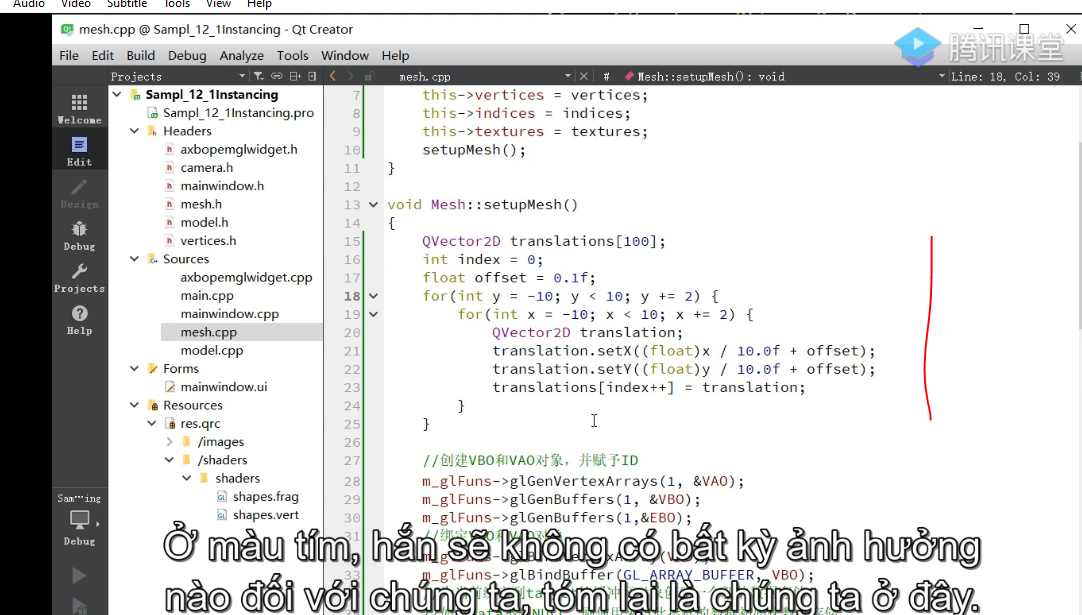 Audio Video Subtitle Tools View Help
mesh.cpp @ Sampl_12_1Instancing - Qt Creator
腾讯课堂
File Edit Build Debug Analyze Tools Window Help
Projects
mesh.cpp
# Mesh::setupMesh(): void
Line: 18, Col: 39
Welcome
Edit
Design
Debug
Projects
Help
Sam···ing
Debug
Sampl_12_1Instancing
Sampl_12_1Instancing.pro
Headers
axbopemglwidget.h
camera.h
mainwindow.h
mesh.h
model.h
vertices.h
Sources
axbopemglwidget.cpp
main.cpp
mainwindow.cpp
mesh.cpp
model.cpp
Forms
mainwindow.ui
Resources
res.qrc
/images
/shaders
shaders
shapes.frag
shapes.vert
7 this->vertices = vertices;
8 this->indices = indices;
9 this->textures = textures;
10 setupMesh();
11 }
12
13 void Mesh::setupMesh()
14 {
15 QVector2D translations[100];
16 int index = 0;
17 float offset = 0.1f;
18 for(int y = -10; y < 10; y += 2) {
19 for(int x = -10; x < 10; x += 2) {
20 QVector2D translation;
21 translation.setX((float)x / 10.0f + offset);
22 translation.setY((float)y / 10.0f + offset);
23 translations[index++] = translation;
24 }
25 }
26
27 //创建VBO和VAO对象，并赋予ID
28 m_glFuns->glGenVertexArrays(1, &VAO);
29 m_glFuns->glGenBuffers(1, &VBO);
30 m_glFuns->glGenBuffers(1,&EBO);
33 glBindBuffer(GL_ARRAY_BUFFER, VBO);
Ở màu tím, hắn sẽ không có bất kỳ ảnh hưởng
nào đối với chúng ta, tóm lại là chúng ta ở đây.